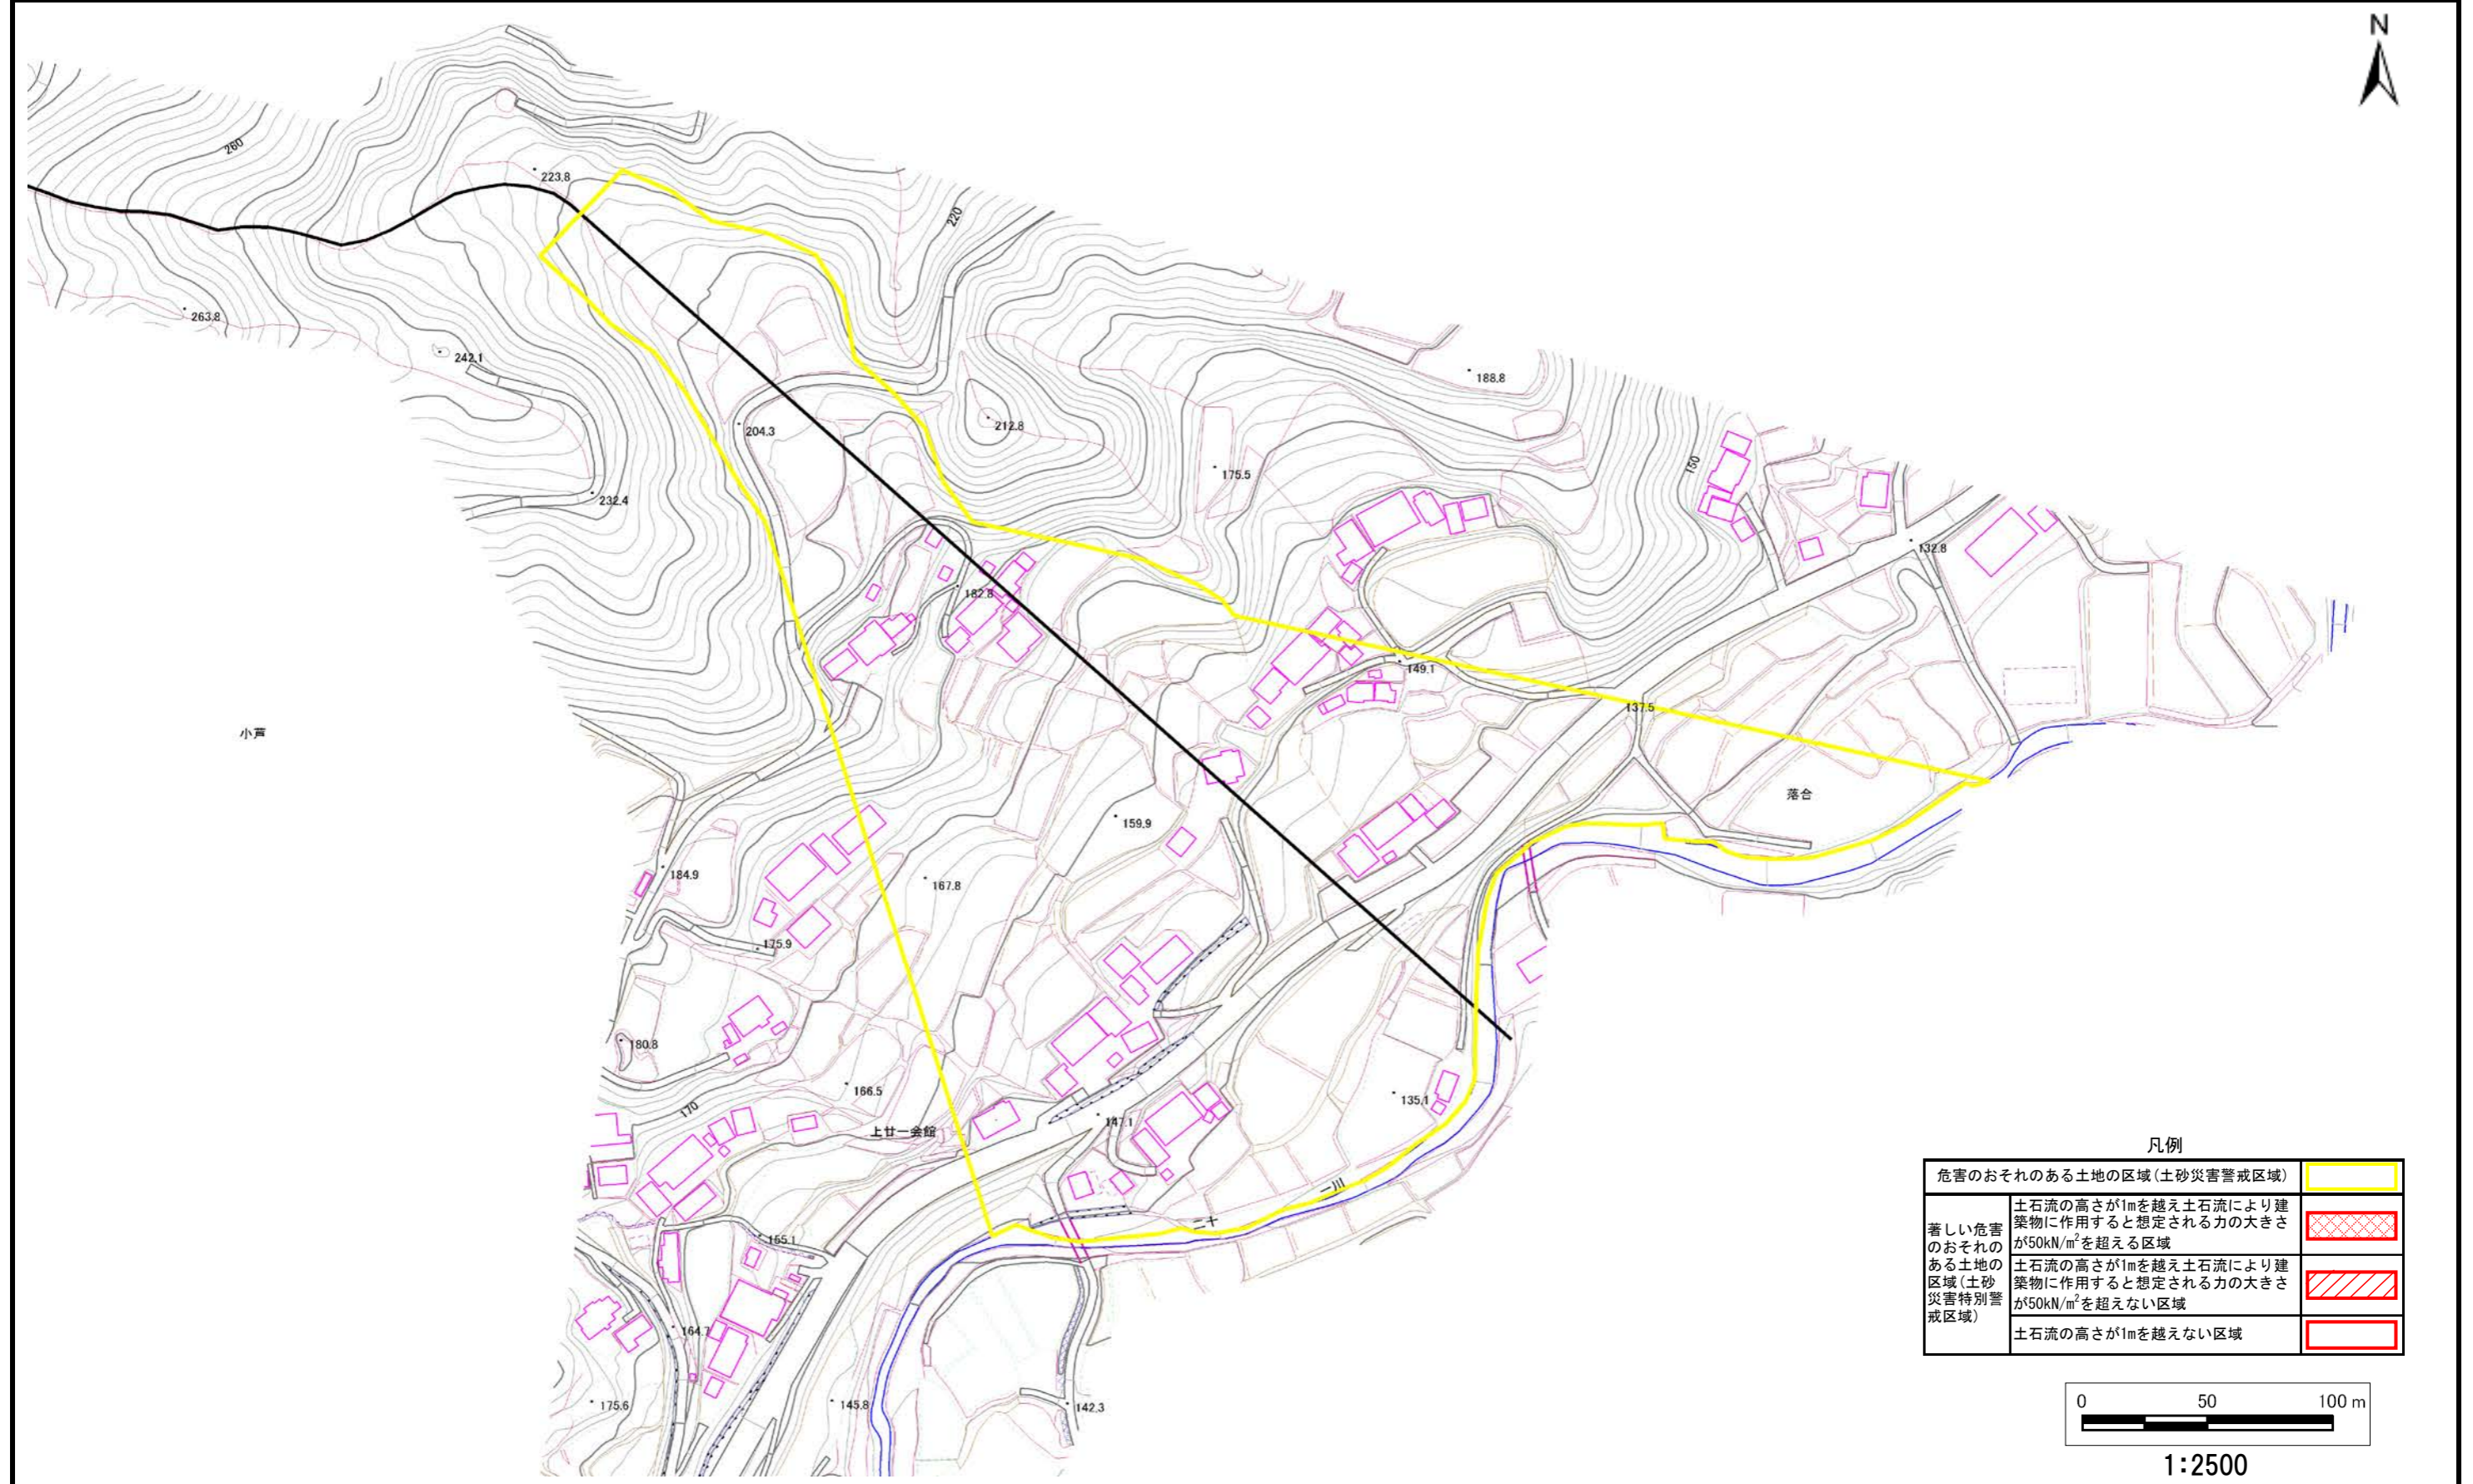 N
260
223.8
220
263.8
242.1
188.8
212.8
204.3
175.5
150
232.4
132.8
182.8
149.1
137.5
小芦
落合
159.9
184.9
167.8
175.9
180.8
166.5
135.1
170
147.1
上廿一会館
一川
二十
155.1
164.7
175.6
145.8
142.3
凡例
危害のおそれのある土地の区域(土砂災害警戒区域)
著しい危害
のおそれの
ある土地の
区域(土砂
災害特別警
戒区域)
土石流の高さが1mを越え土石流により建
築物に作用すると想定される力の大きさ
が50kN/m²を超える区域
土石流の高さが1mを越え土石流により建
築物に作用すると想定される力の大きさ
が50kN/m²を超えない区域
土石流の高さが1mを越えない区域
0 50 100 m
1:2500